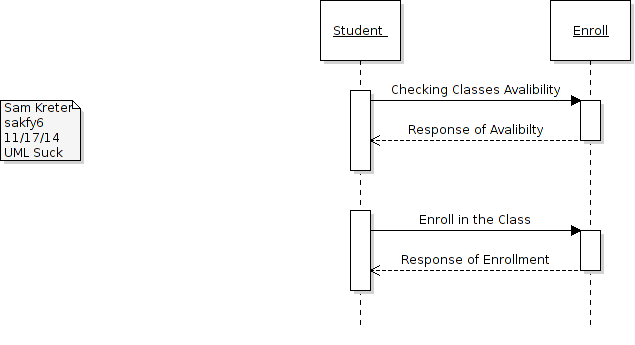 Student
Enroll
Checking Classes Avalibility
Sam Kreter
sakfy6
11/17/14
UML Suck
Response of Avalibilty
Enroll in the Class
Response of Enrollment